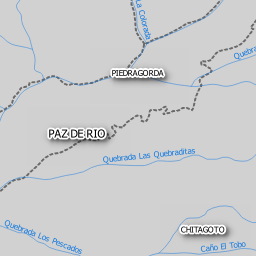 La Colorada
Quebra
PIEDRAGORDA
PAZ DE RIO
Quebrada Las Quebraditas
Quebrada Los Pescados
CHITAGOTO
Caño El Tobo